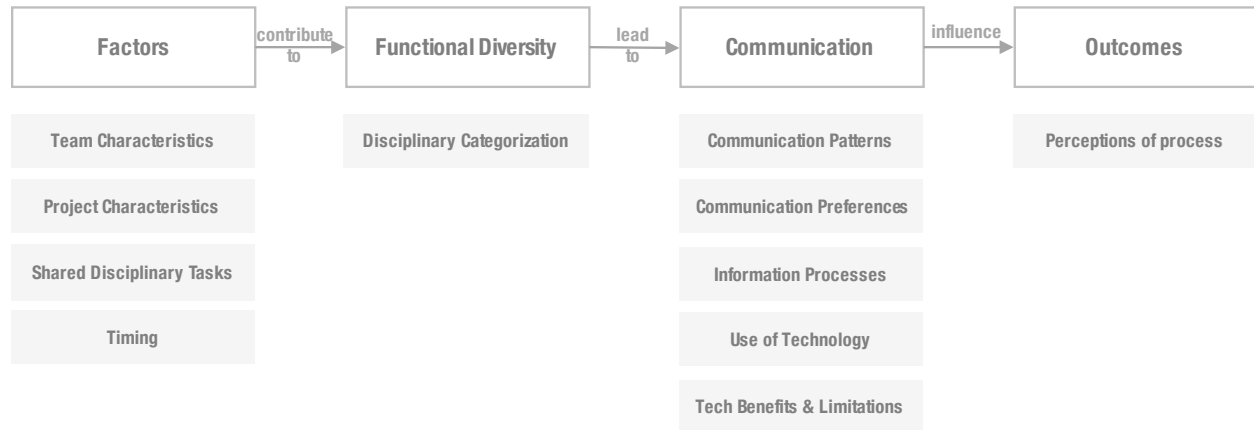 Factors
contribute
to
Functional Diversity
lead
to
Communication
influence
Outcomes
Team Characteristics
Disciplinary Categorization
Communication Patterns
Perceptions of process
Project Characteristics
Communication Preferences
Shared Disciplinary Tasks
Information Processes
Timing
Use of Technology
Tech Benefits & Limitations